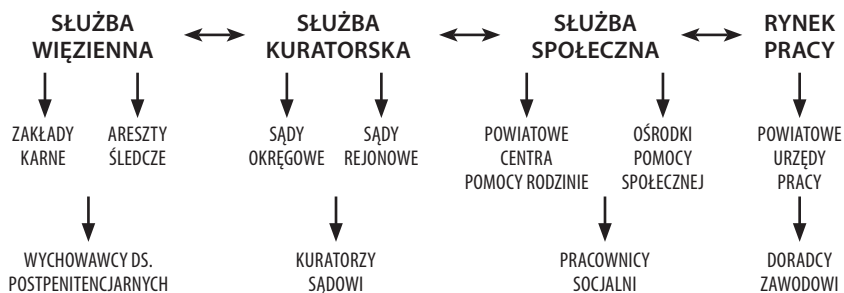 SŁUŻBA
WIĘZIENNA
SŁUŻBA
KURATORSKA
SŁUŻBA
SPOŁECZNA
RYNEK
PRACY
ZAKŁADY
KARNE
ARESZTY
ŚLEDCZE
SĄDY
OKRĘGOWE
SĄDY
REJONOWE
POWIATOWE
CENTRA
POMOCY RODZINIE
OŚRODKI
POMOCY
SPOŁECZNEJ
POWIATOWE
URZĘDY
PRACY
WYCHOWAWCY DS.
POSTPENITENCJARNYCH
KURATORZY
SĄDOWI
PRACOWNICY
SOCJALNI
DORADCY
ZAWODOWI